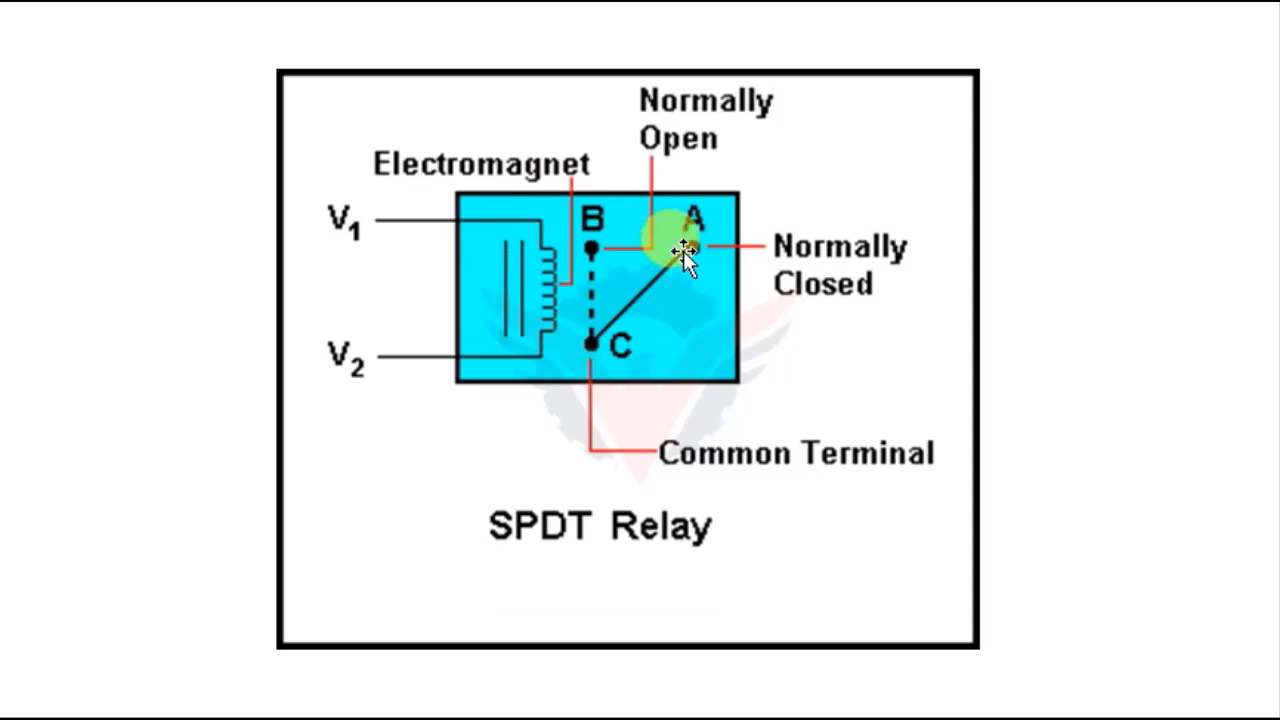 Normally
Open
Electromagnet
V1
B
A
Normally
Closed
C
V2
Common Terminal
SPDT Relay